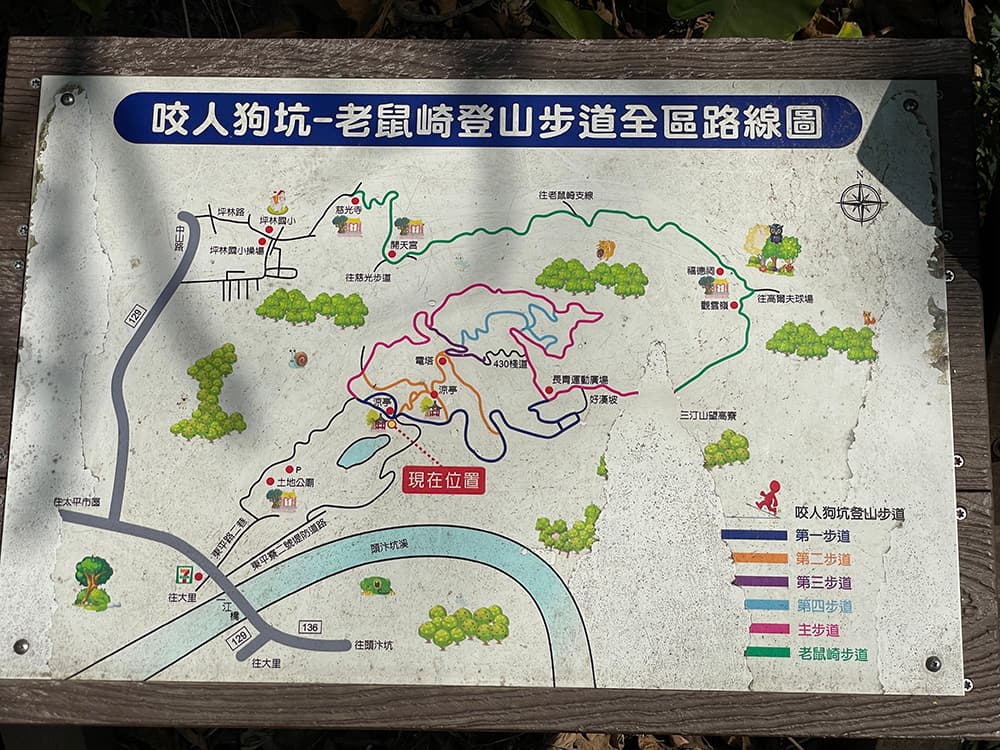 咬人狗坑-老鼠崎登山步道全區路線圖
N
坪林路
坪林國小
慈光寺
往老鼠崎支線
中山路
坪林國小操場
開天宮
往慈光步道
福德祠
觀雲嶺
往高爾夫球場
129
電塔
430棧道
長青運動廣場
好漢坡
涼亭
涼亭
三汀山望高寮
現在位置
P
土地公廟
往太平市區
東平路二巷
東平寮一號堤防道路
頭汴坑溪
7
往大里
一江橋
129
136
往頭汴坑
往大里
咬人狗坑登山步道
第一步道
第二步道
第三步道
第四步道
主步道
老鼠崎步道